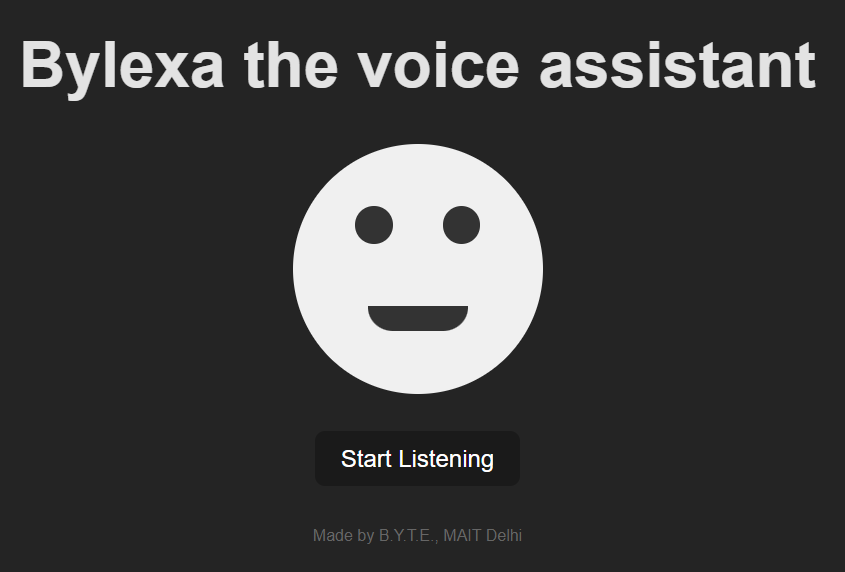 Bylexa the voice assistant
Start Listening
Made by B.Y.T.E., MAIT Delhi